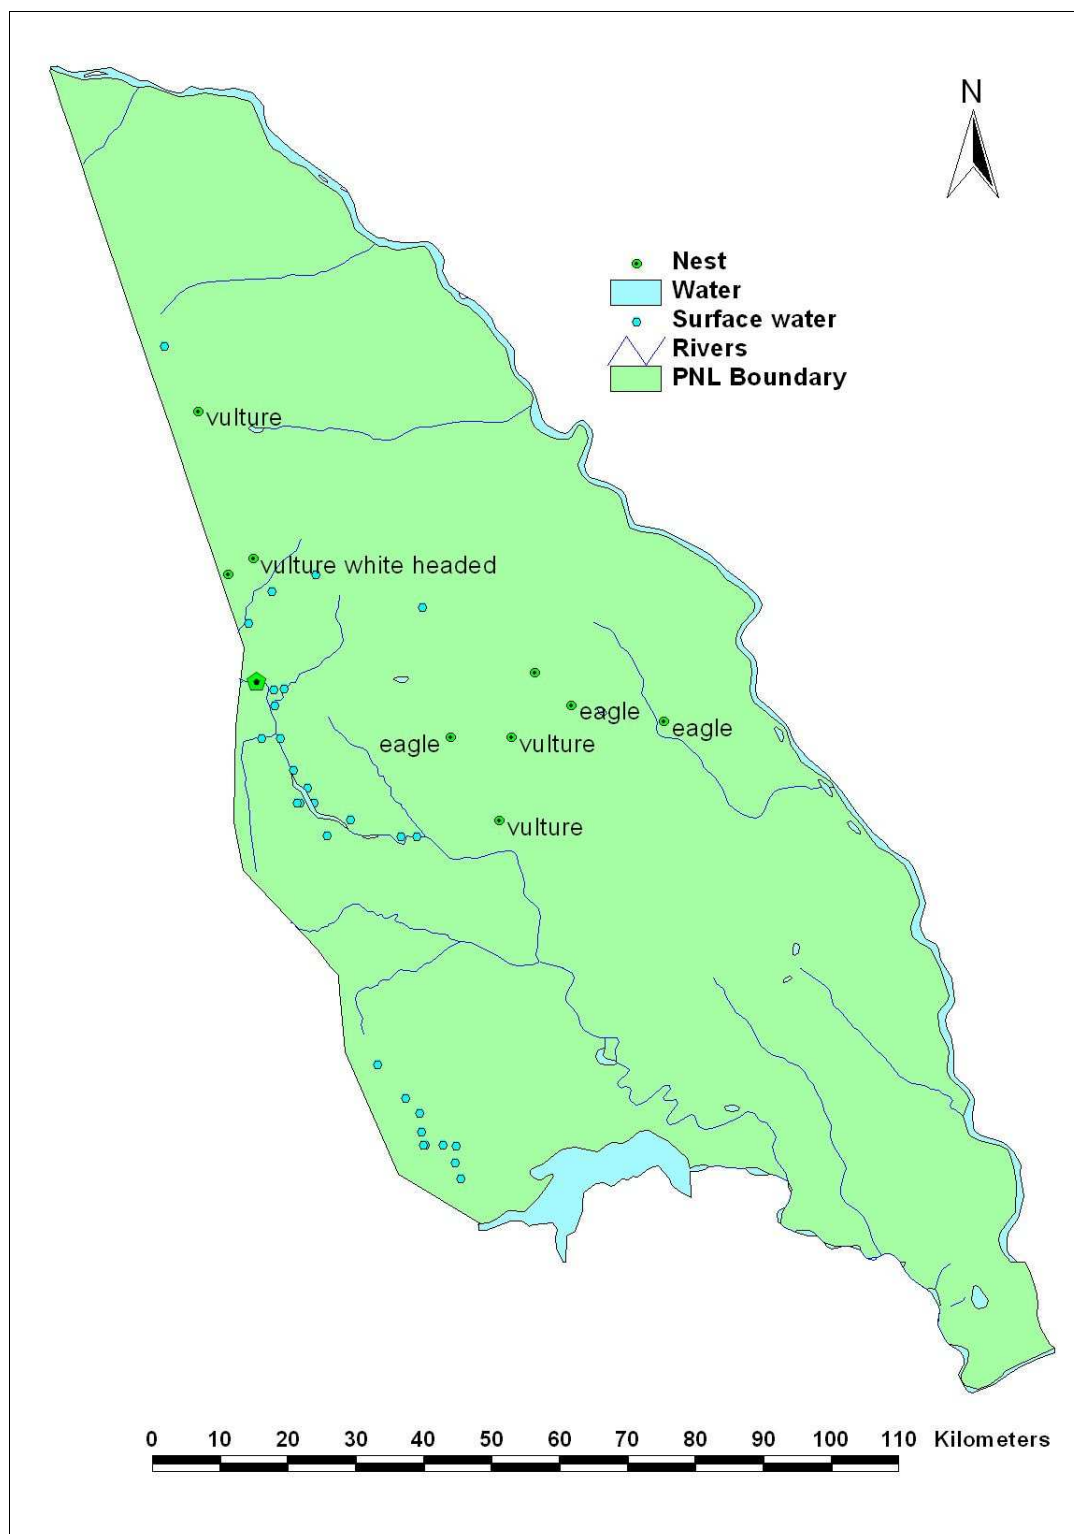 N
Nest
Water
Surface water
Rivers
PNL Boundary
vulture
vulture white headed
eagle
eagle
eagle
vulture
vulture
0 10 20 30 40 50 60 70 80 90 100 110 Kilometers